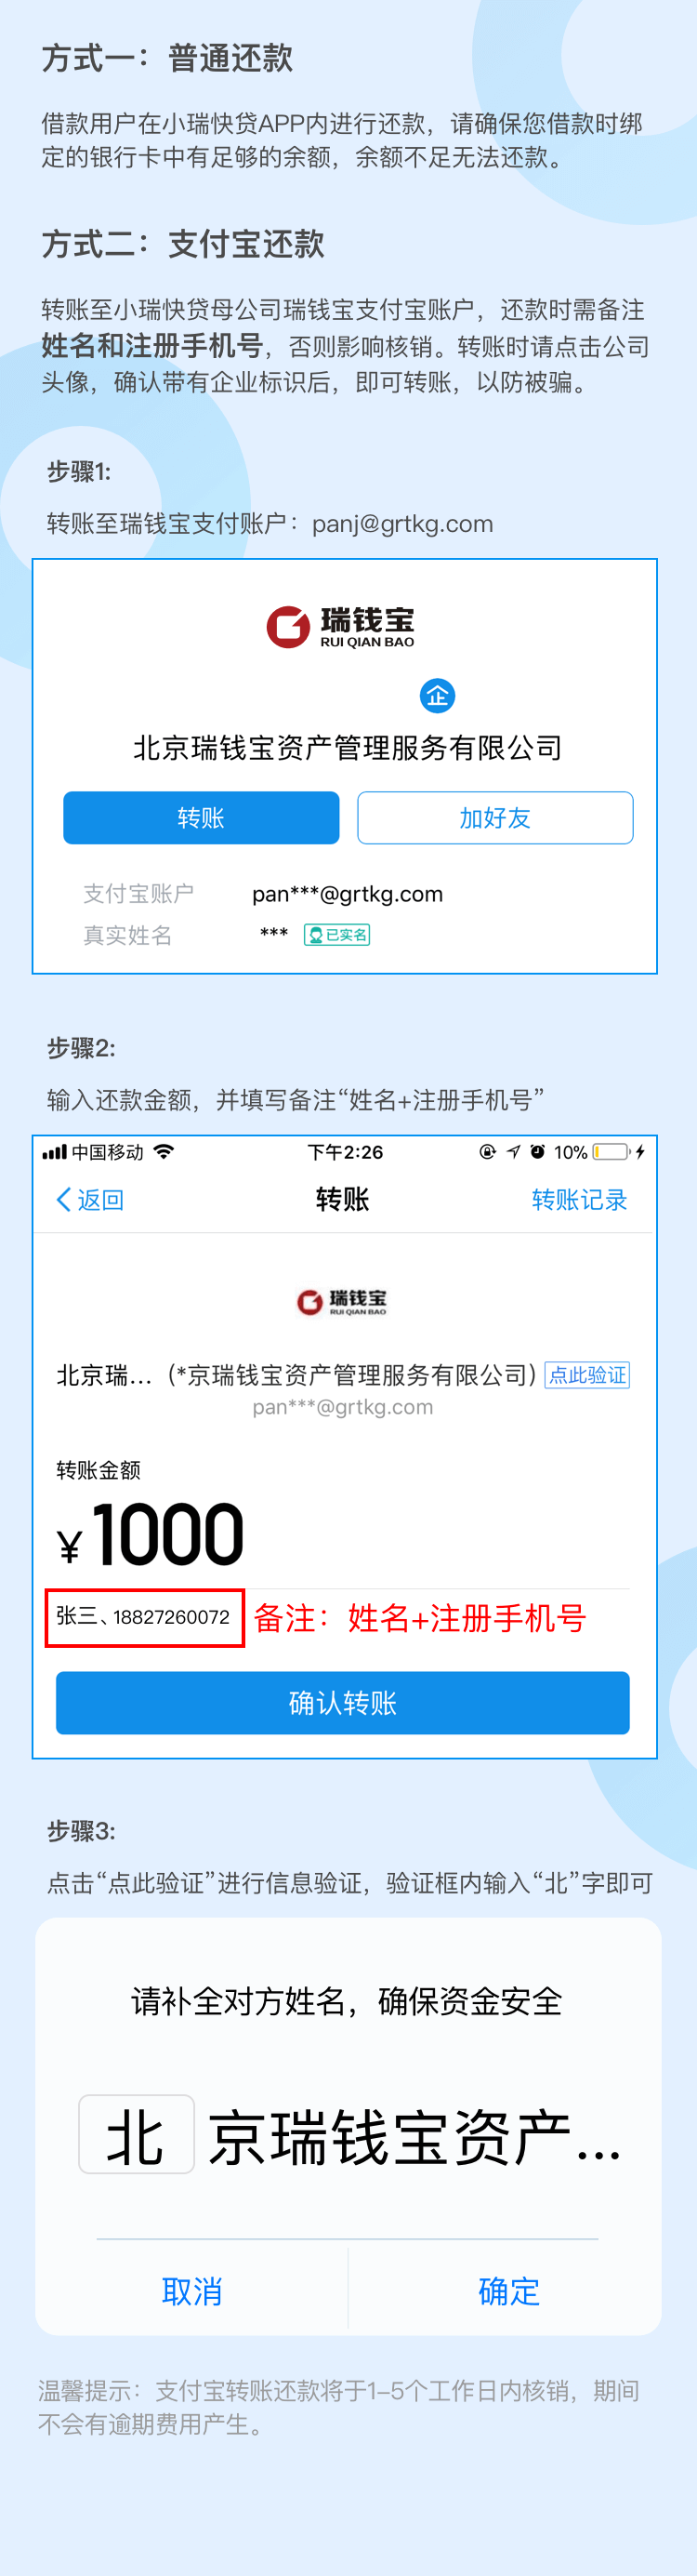 方式一：普通还款
借款用户在小瑞快贷APP内进行还款，请确保您借款时绑
定的银行卡中有足够的余额，余额不足无法还款。
方式二：支付宝还款
转账至小瑞快贷母公司瑞钱宝支付宝账户，还款时需备注
姓名和注册手机号，否则影响核销。转账时请点击公司
头像，确认带有企业标识后，即可转账，以防被骗。
步骤1:
转账至瑞钱宝支付账户：panj@grtkg.com
瑞钱宝
RUI QIAN BAO
企
北京瑞钱宝资产管理服务有限公司
转账 加好友
支付宝账户 pan***@grtkg.com
真实姓名 *** 已实名
步骤2:
输入还款金额，并填写备注“姓名+注册手机号”
中国移动 下午2:26 10%
返回 转账 转账记录
瑞钱宝
RUI QIAN BAO
北京瑞...（*京瑞钱宝资产管理服务有限公司）点此验证
pan***@grtkg.com
转账金额
¥1000
张三、18827260072 备注：姓名+注册手机号
确认转账
步骤3:
点击“点此验证”进行信息验证，验证框内输入“北”字即可
请补全对方姓名，确保资金安全
北 京瑞钱宝资产...
取消 确定
温馨提示：支付宝转账还款将于1-5个工作日内核销，期间
不会有逾期费用产生。